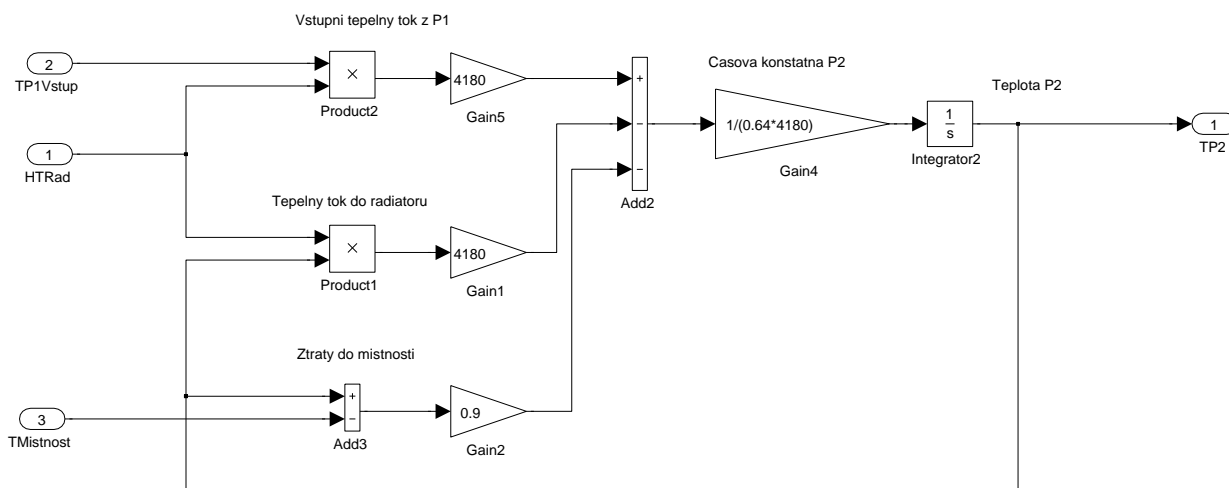 Vstupni tepelny tok z P1
2
TP1Vstup
×
Product2
4180
Gain5
+
−
−
Add2
Casova konstatna P2
1/(0.64*4180)
Gain4
1
s
Integrator2
Teplota P2
1
TP2
1
HTRad
Tepelny tok do radiatoru
×
Product1
4180
Gain1
Ztraty do mistnosti
3
TMistnost
+
−
Add3
0.9
Gain2